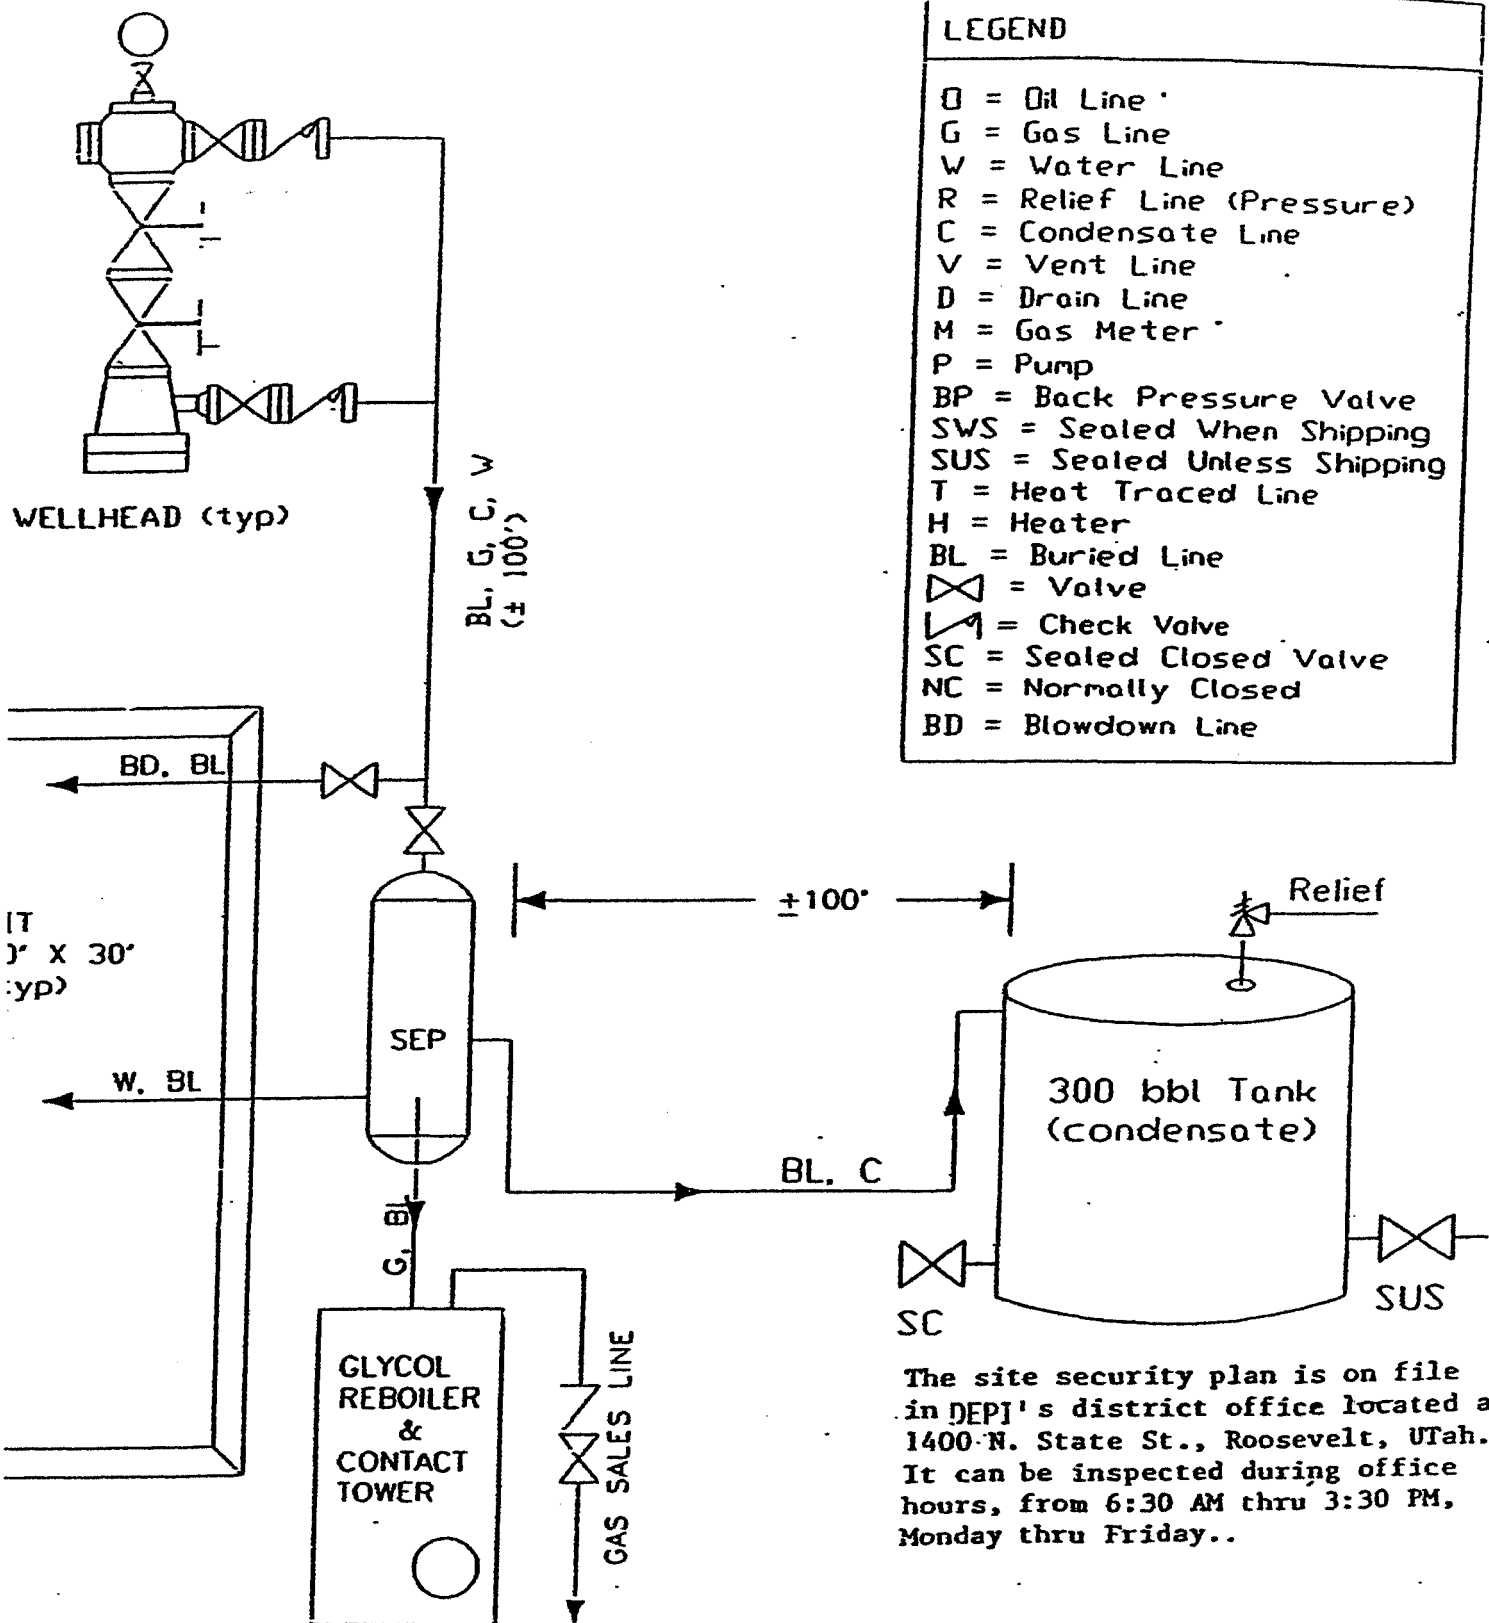 LEGEND
O = Oil Line
G = Gas Line
W = Water Line
R = Relief Line (Pressure)
C = Condensate Line
V = Vent Line
D = Drain Line
M = Gas Meter
P = Pump
BP = Back Pressure Valve
SWS = Sealed When Shipping
SUS = Sealed Unless Shipping
T = Heat Traced Line
H = Heater
BL = Buried Line
= Valve
= Check Valve
SC = Sealed Closed Valve
NC = Normally Closed
BD = Blowdown Line
WELLHEAD (typ)
BL, G, C, W
(± 100')
BD. BL
±100'
Relief
IT
0' X 30'
yp)
SEP
W. BL
300 bbl Tank
(condensate)
BL. C
G, BL
SC
SUS
GLYCOL
REBOILER
&
CONTACT
TOWER
GAS SALES LINE
The site security plan is on file
in DEPI's district office located a
1400 N. State St., Roosevelt, UTah.
It can be inspected during office
hours, from 6:30 AM thru 3:30 PM,
Monday thru Friday..